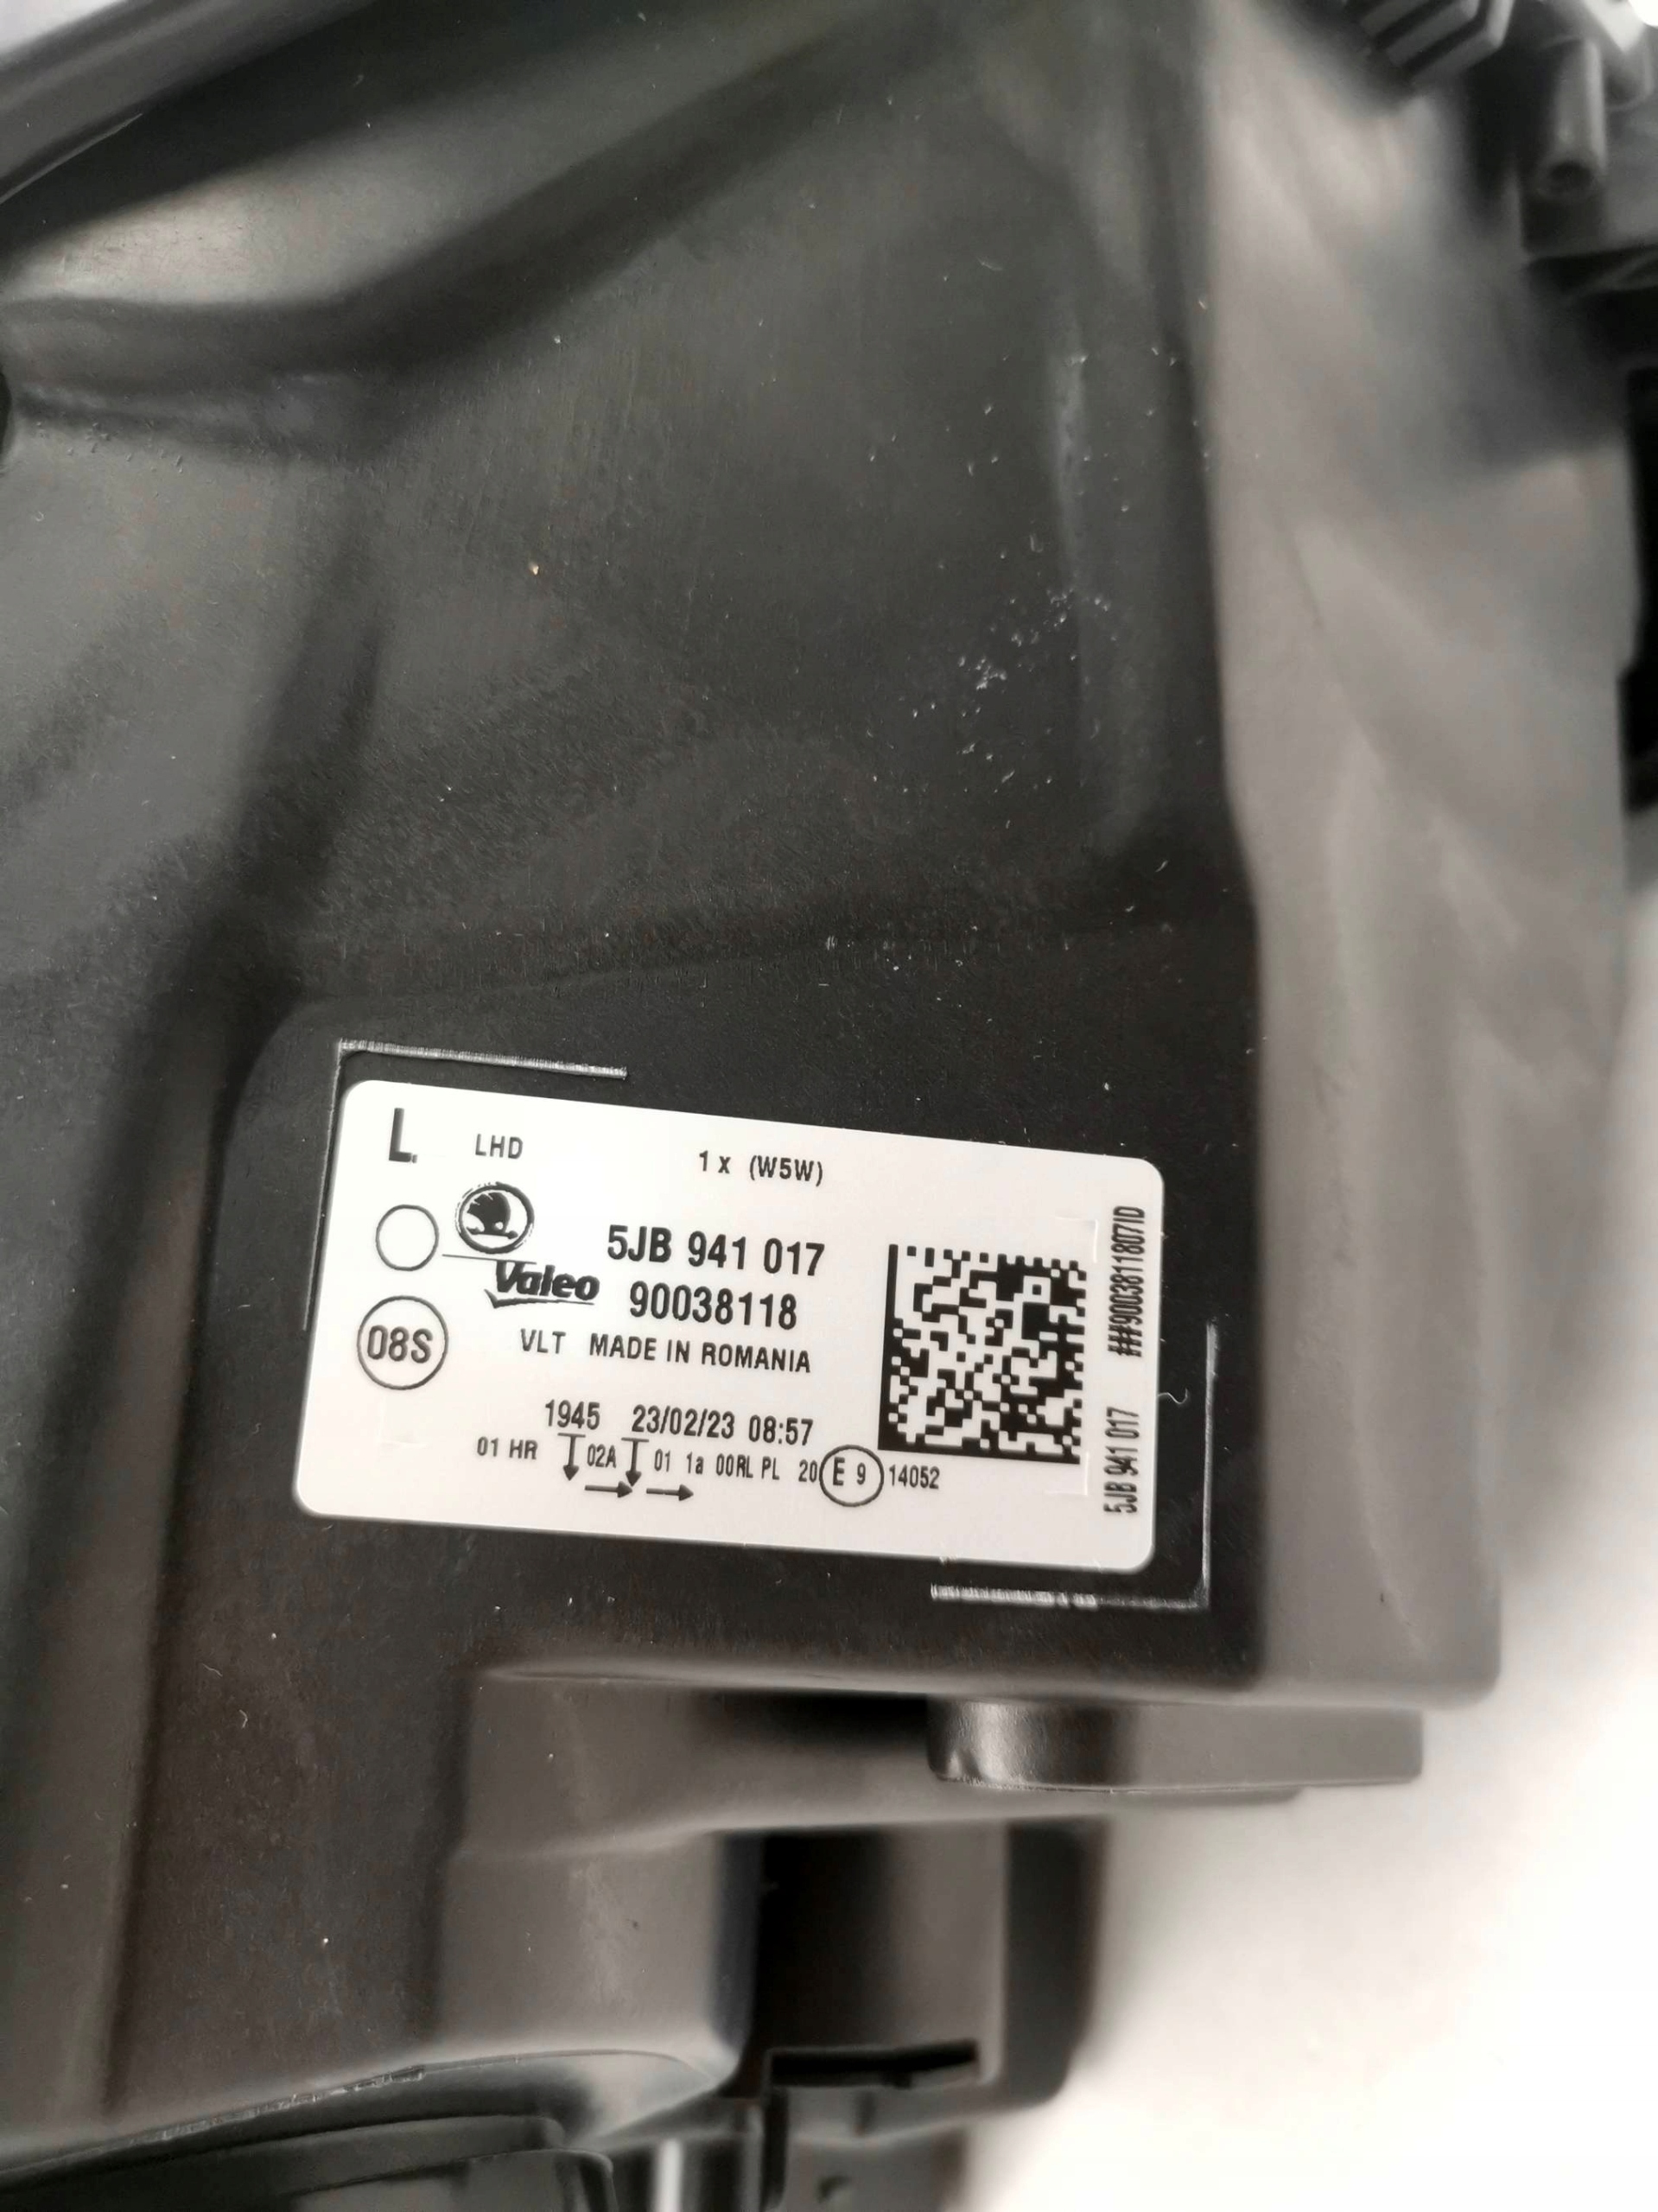 L LHD 1 x (W5W)
5JB 941 017
Valeo 90038118
08S VLT MADE IN ROMANIA
1945 23/02/23 08:57
01 HR 02A 01 1a 00RL PL 20 E 9 14052
5JB 941 017 ###9003811807ID